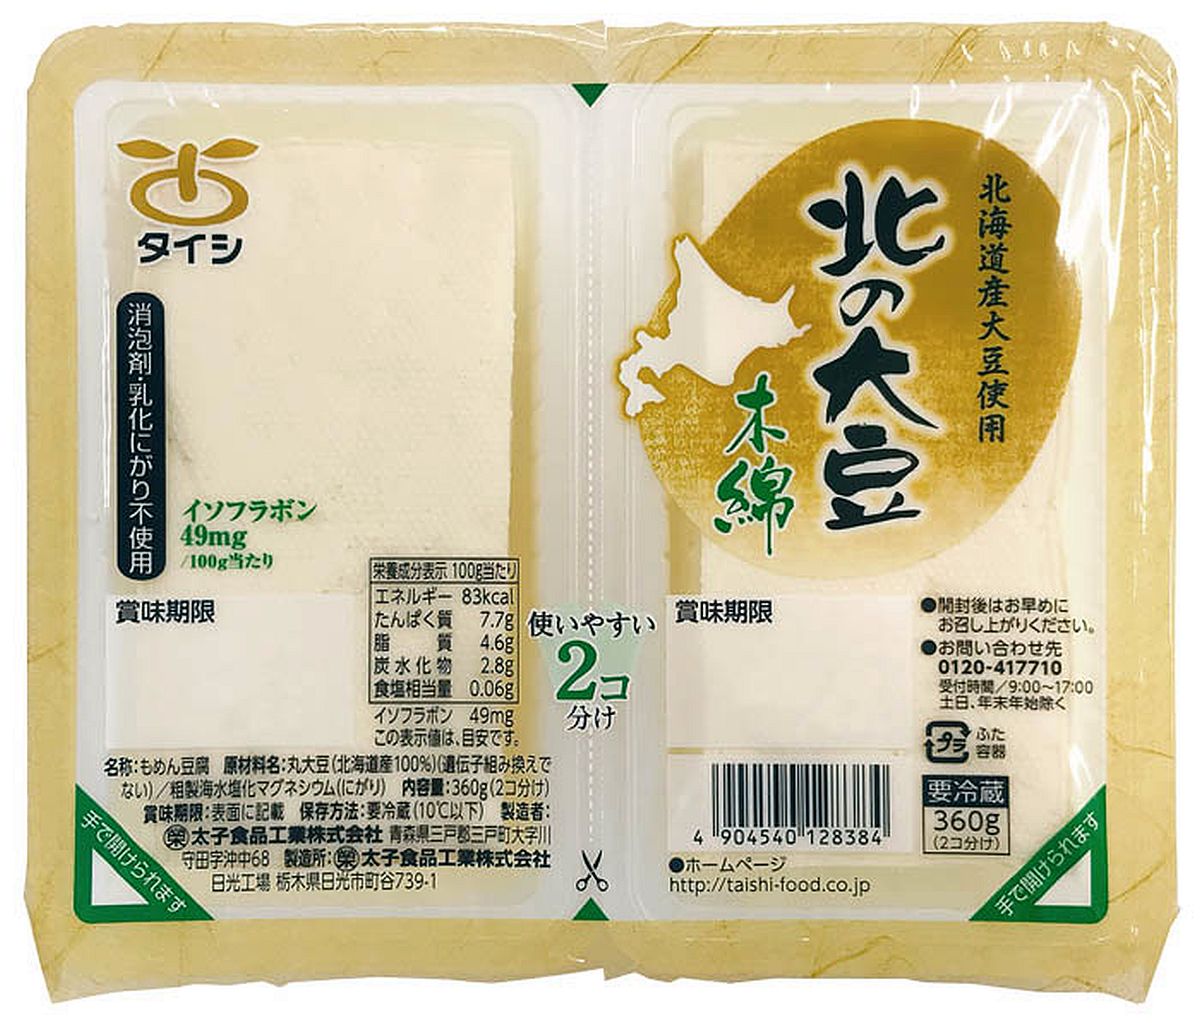 タイシ
消泡剤・乳化にがり不使用
イソフラボン
49mg
/100g当たり
賞味期限
栄養成分表示 100g当たり
エネルギー 83kcal
たんぱく質 7.7g
脂質 4.6g
炭水化物 2.8g
食塩相当量 0.06g
イソフラボン 49mg
この表示値は、目安です。
名称:もめん豆腐 原材料名:丸大豆(北海道産100%)(遺伝子組み換えで
ない)/粗製海水塩化マグネシウム(にがり) 内容量:360g(2コ分け)
賞味期限:表面に記載 保存方法:要冷蔵(10℃以下) 製造者:
太子食品工業株式会社 青森県三戸郡三戸町大字川
守田字沖中68 製造所:太子食品工業株式会社
日光工場 栃木県日光市町谷739-1
手で開けられます
使いやすい
2コ
分け
北海道産大豆使用
北の大豆
木綿
賞味期限
●開封後はお早めに
お召し上がりください。
●お問い合わせ先
0120-417710
受付時間/9:00〜17:00
土日、年末年始除く
プラ
ふた
容器
4 904540 128384
要冷蔵
360g
(2コ分け)
●ホームページ
http://taishi-food.co.jp
手で開けられます